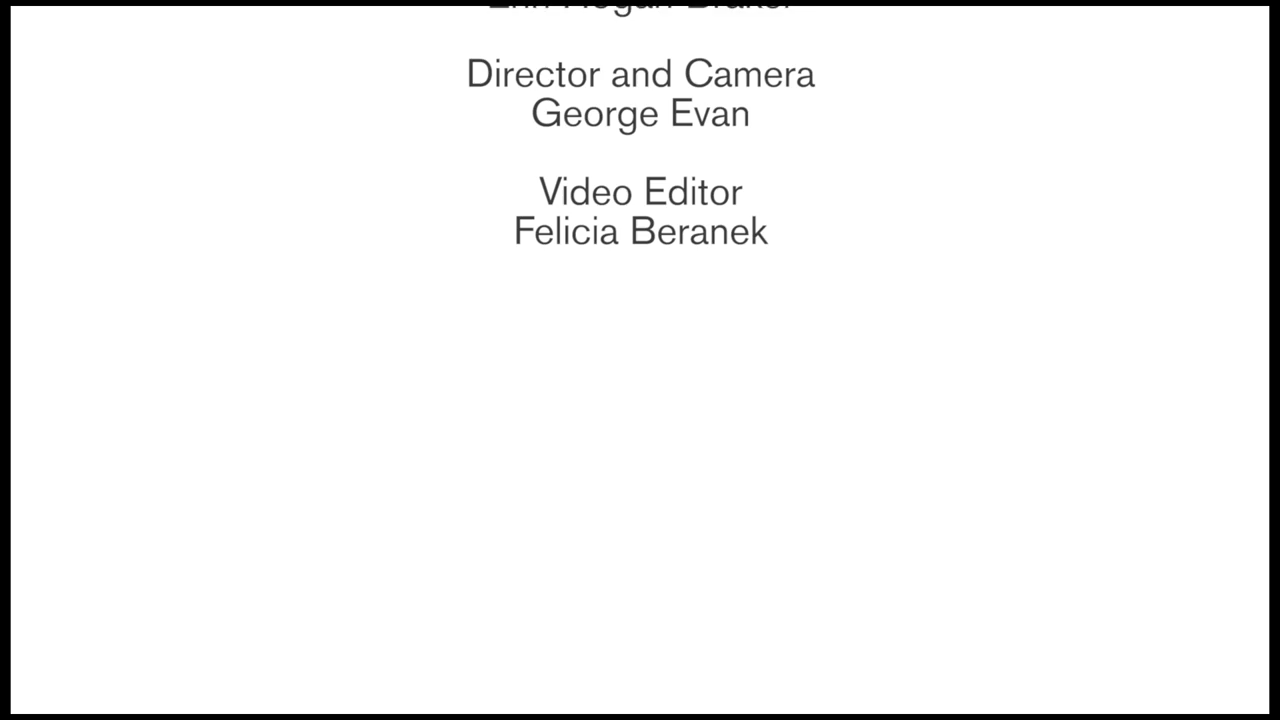 Director and Camera
George Evan
Video Editor
Felicia Beranek